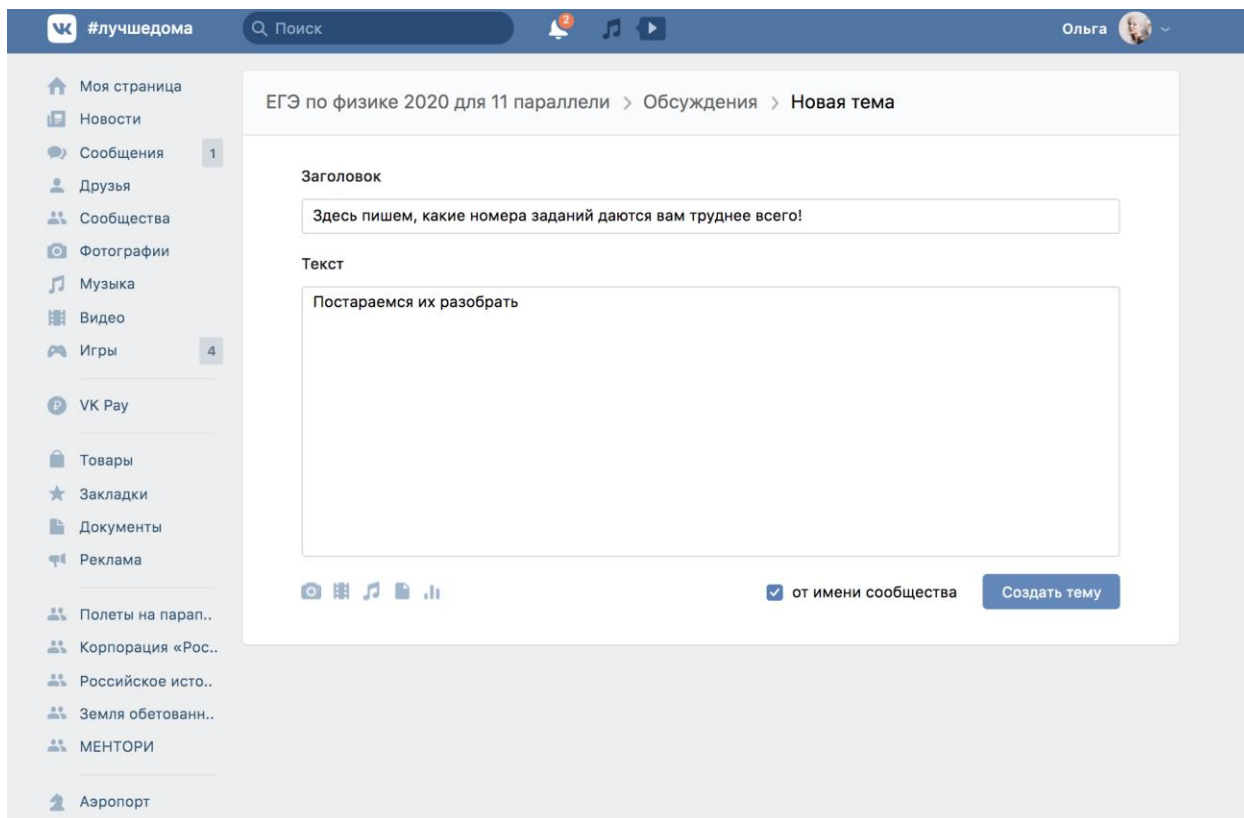 #лучшедома
Поиск
2
Ольга
Моя страница
Новости
Сообщения 1
Друзья
Сообщества
Фотографии
Музыка
Видео
Игры 4
VK Pay
Товары
Закладки
Документы
Реклама
Полеты на парап..
Корпорация «Рос..
Российское исто..
Земля обетованн..
МЕНТОРИ
Аэропорт
ЕГЭ по физике 2020 для 11 параллели > Обсуждения > Новая тема
Заголовок
Здесь пишем, какие номера заданий даются вам труднее всего!
Текст
Постараемся их разобрать
от имени сообщества
Создать тему